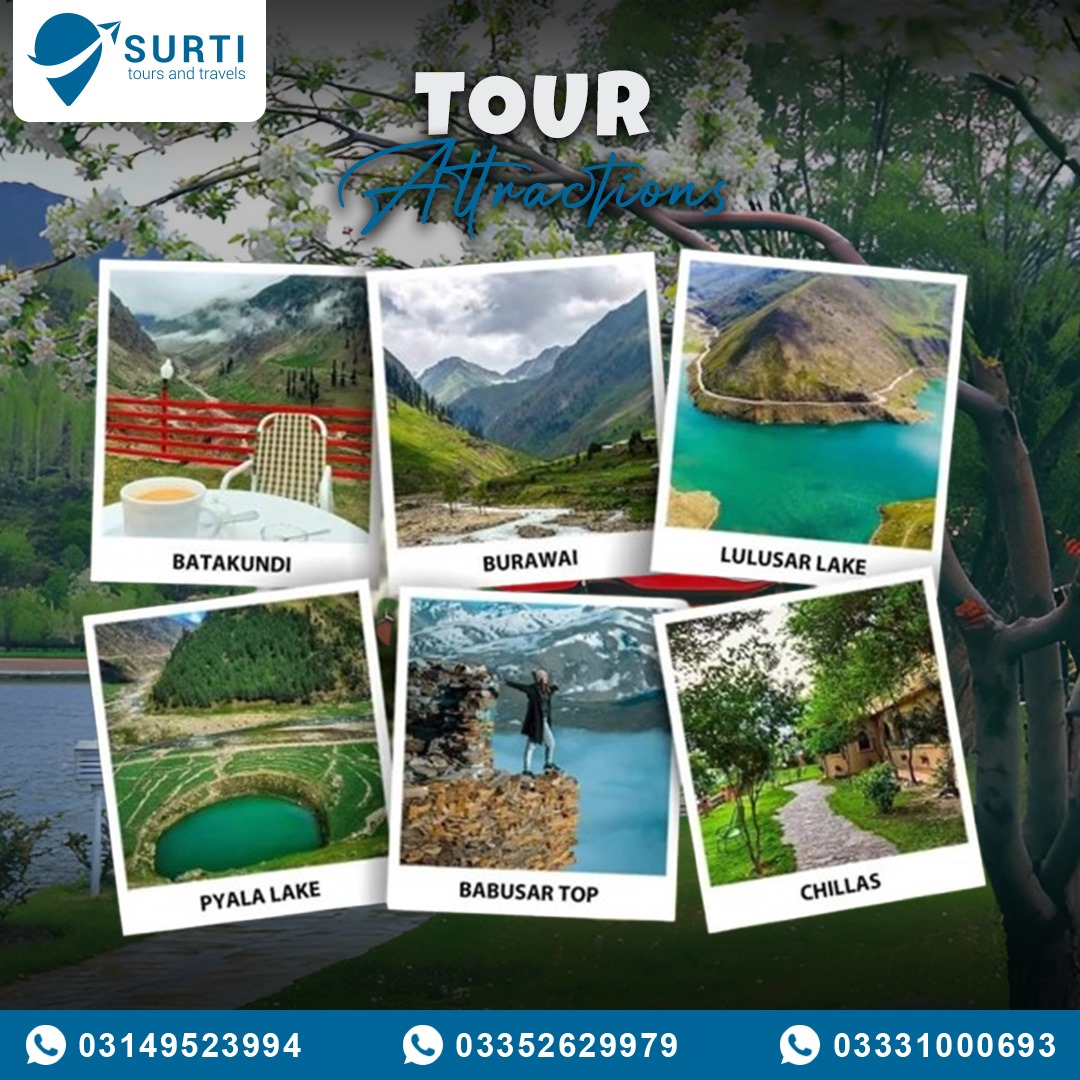 SURTI
tours and travels
TOUR
Attractions
BATAKUNDI
BURAWAI
LULUSAR LAKE
PYALA LAKE
BABUSAR TOP
CHILLAS
03149523994
03352629979
03331000693